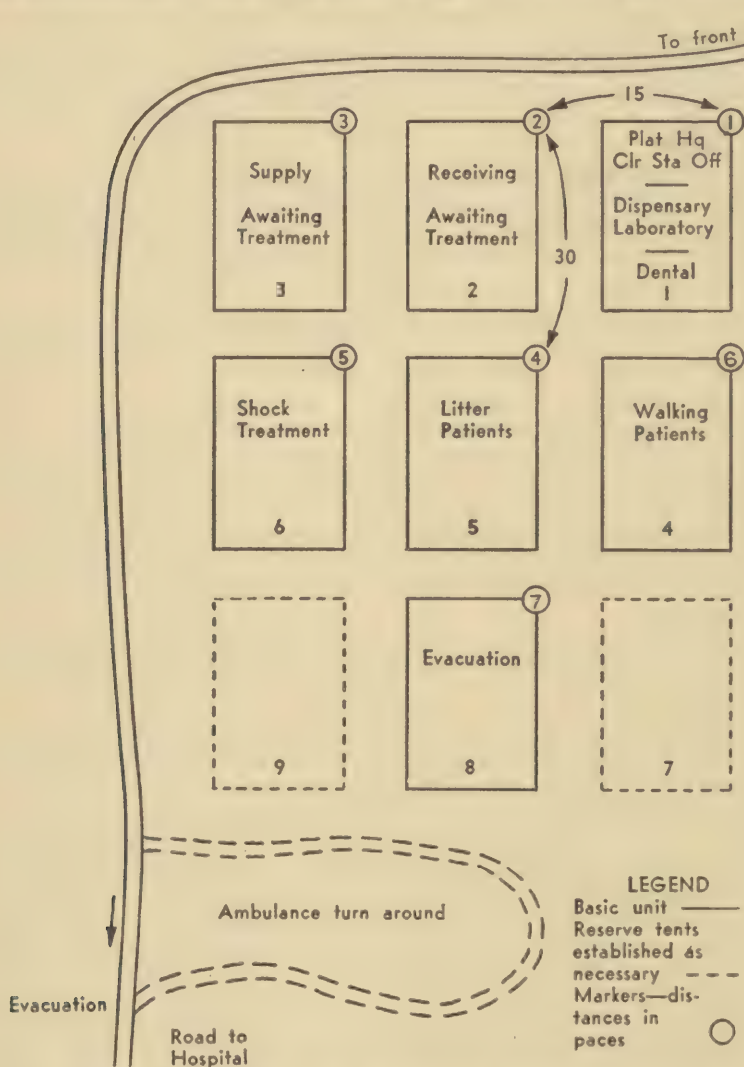 To front
15
③
②
①
Supply
Awaiting
Treatment
3
Receiving
Awaiting
Treatment
2
Plat Hq
Clr Sta Off
Dispensary
Laboratory
Dental
1
30
⑤
④
⑥
Shock
Treatment
6
Litter
Patients
5
Walking
Patients
4
⑦
9
Evacuation
8
7
Ambulance turn around
Evacuation
Road to
Hospital
LEGEND
Basic unit
Reserve tents
established as
necessary
Markers—dis-
tances in
paces